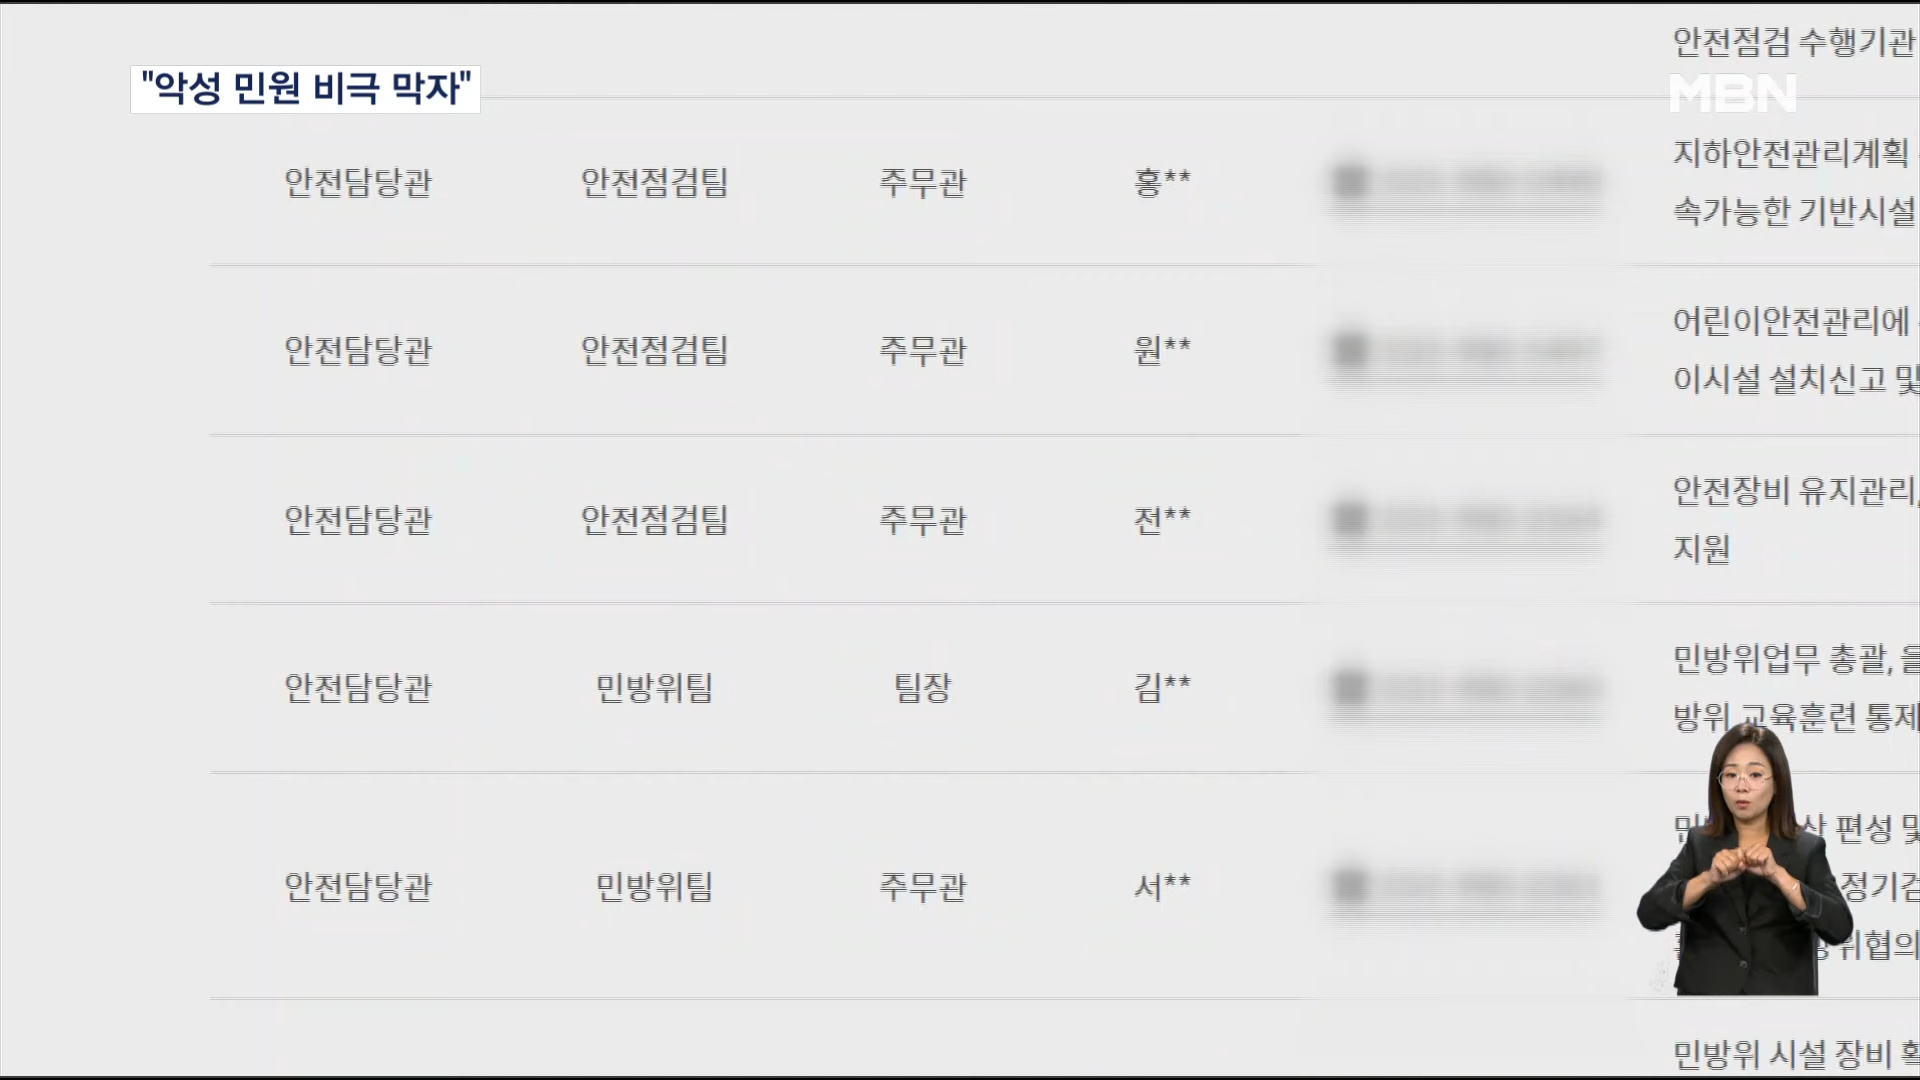 안전점검 수행기관
"악성 민원 비극 막자"
MBN
안전담당관 안전점검팀 주무관 홍**
지하안전관리계획
속가능한 기반시설
안전담당관 안전점검팀 주무관 원**
어린이안전관리에
이시설 설치신고 및
안전담당관 안전점검팀 주무관 전**
안전장비 유지관리,
지원
안전담당관 민방위팀 팀장 김**
민방위업무 총괄, 을
방위 교육훈련 통제
안전담당관 민방위팀 주무관 서**
편성 및
정기검
위협의
민방위 시설 장비 확